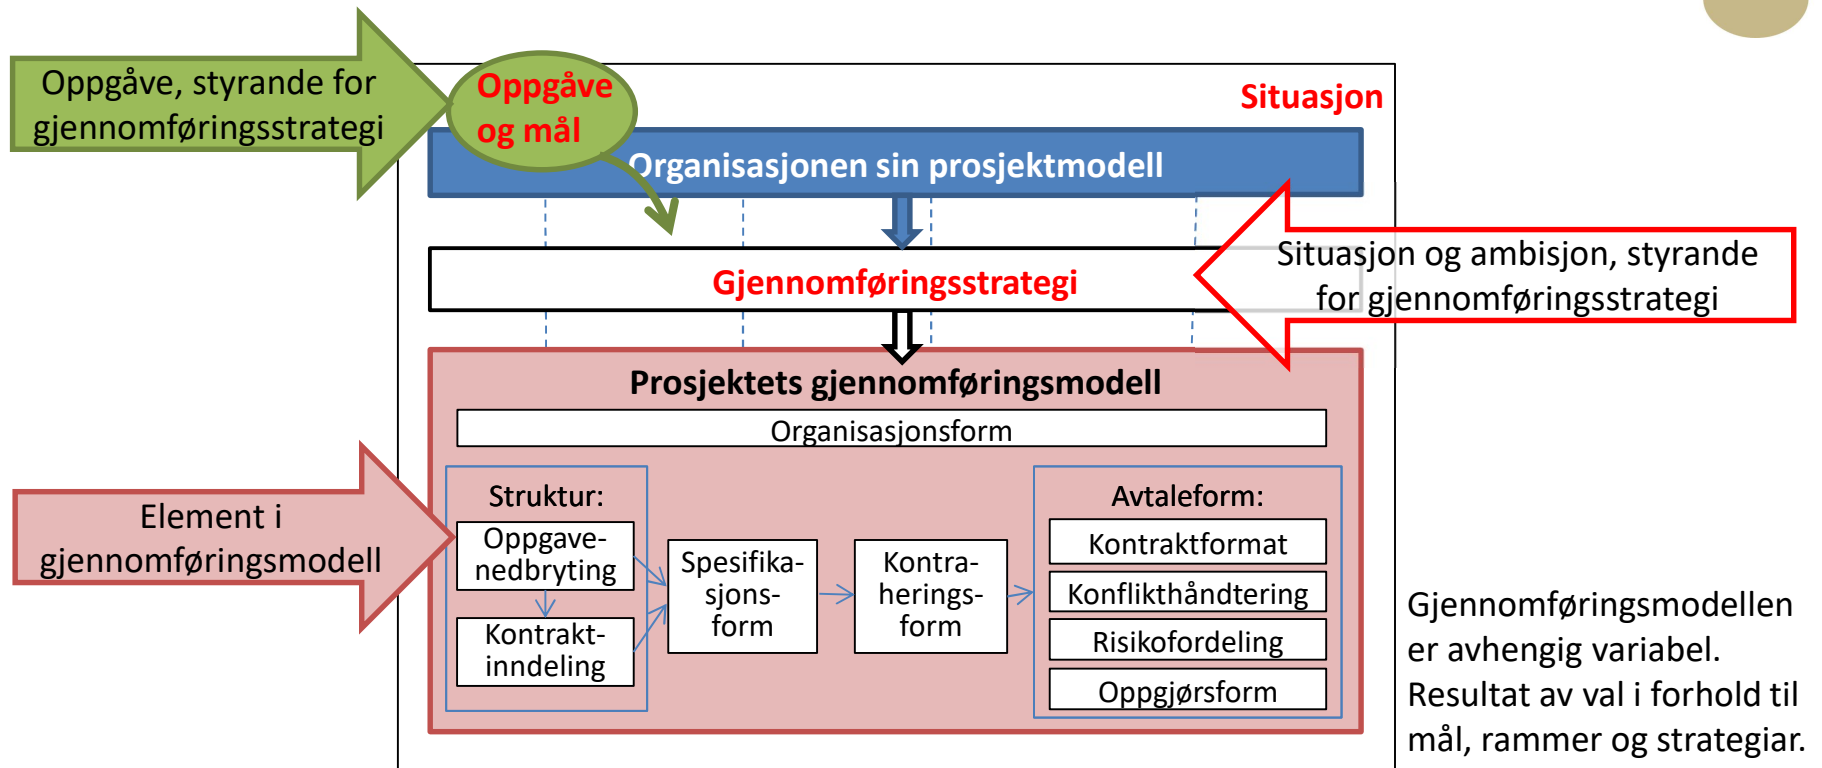 Oppgåve, styrande for
gjennomføringsstrategi
Oppgåve
og mål
Situasjon
Organisasjonen sin prosjektmodell
Gjennomføringsstrategi
Situasjon og ambisjon, styrande
for gjennomføringsstrategi
Prosjektets gjennomføringsmodell
Organisasjonsform
Element i
gjennomføringsmodell
Struktur:
Oppgave-
nedbryting
Kontrakt-
inndeling
Spesifika-
sjons-
form
Kontra-
herings-
form
Avtaleform:
Kontraktformat
Konflikthåndtering
Risikofordeling
Oppgjørsform
Gjennomføringsmodellen
er avhengig variabel.
Resultat av val i forhold til
mål, rammer og strategiar.